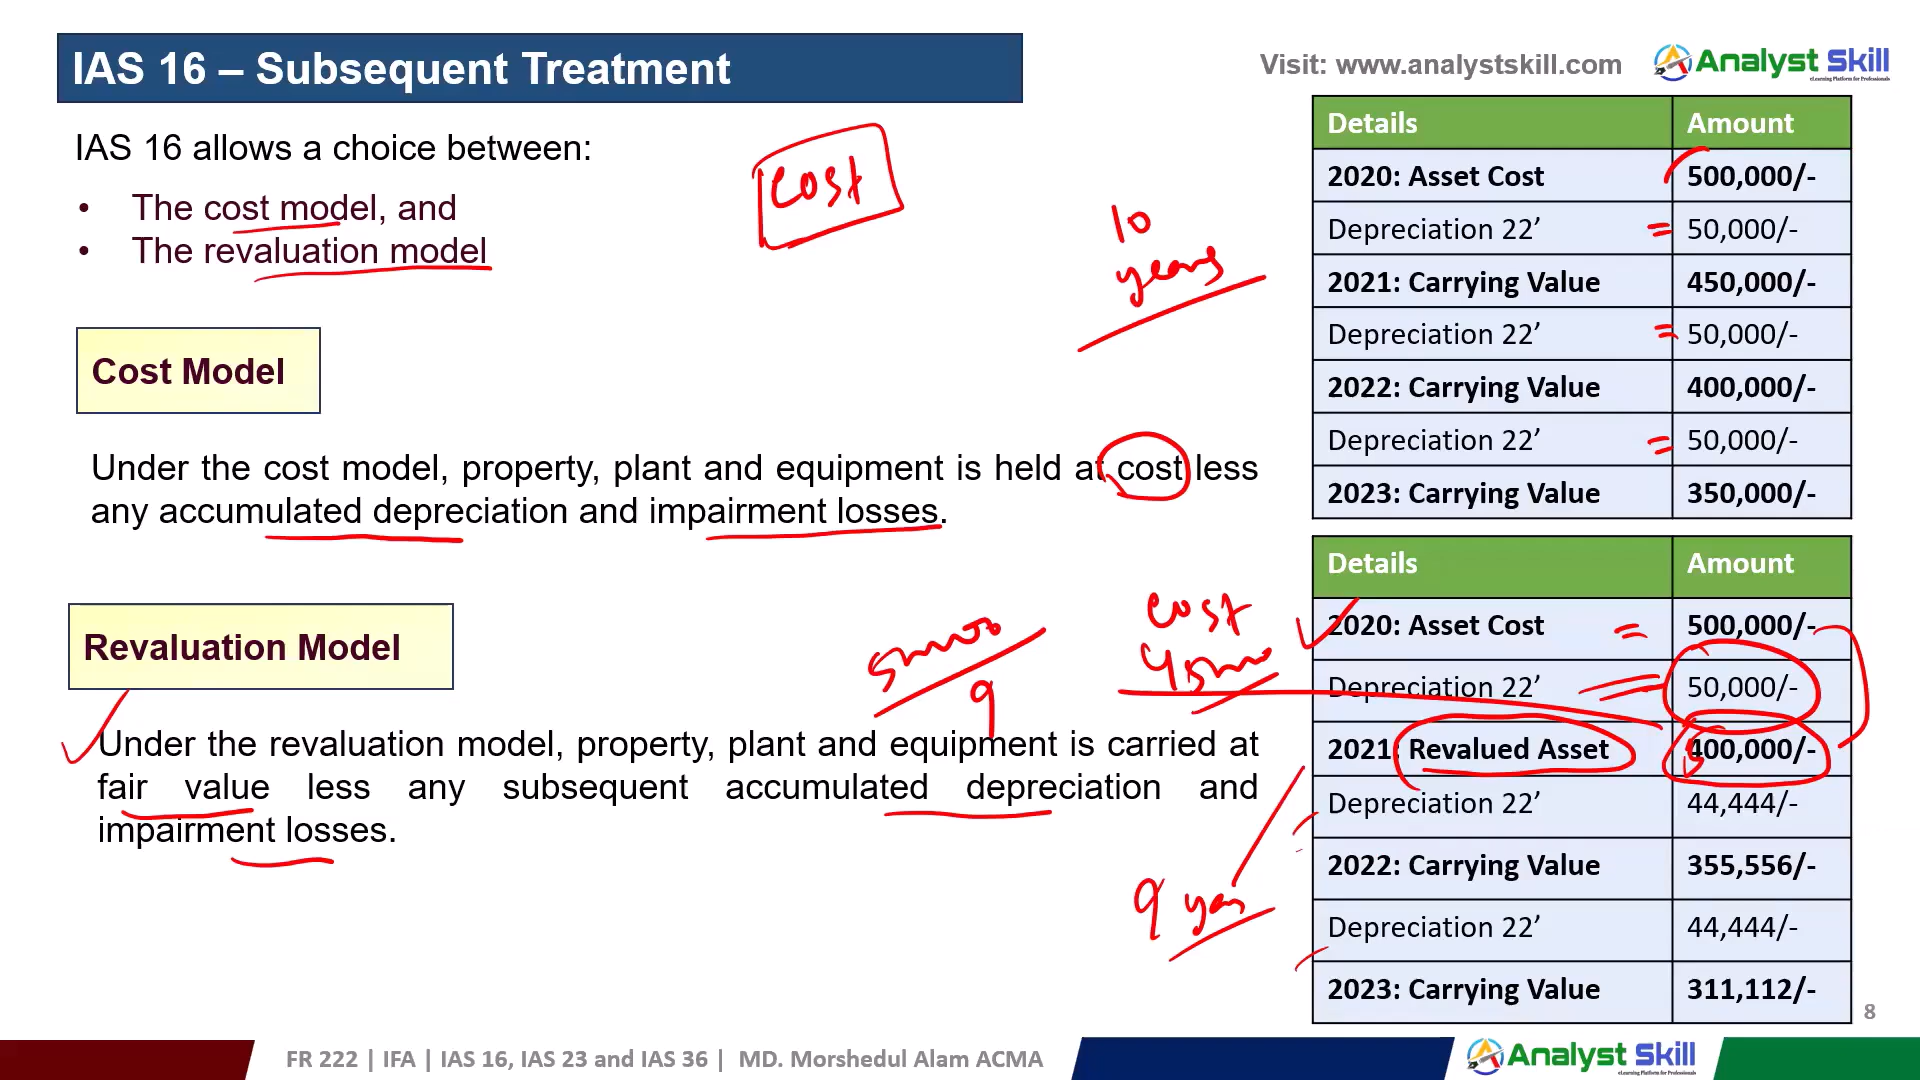 IAS 16 – Subsequent Treatment
Visit: www.analystskill.com
Analyst Skill
eLearning Platform for Professionals
IAS 16 allows a choice between:
• The cost model, and
• The revaluation model
cost
10
years
Cost Model
Under the cost model, property, plant and equipment is held at cost less
any accumulated depreciation and impairment losses.
Revaluation Model
cost
9
Under the revaluation model, property, plant and equipment is carried at
fair value less any subsequent accumulated depreciation and
impairment losses.
9
Details Amount
2020: Asset Cost 500,000/-
Depreciation 22’ 50,000/-
2021: Carrying Value 450,000/-
Depreciation 22’ 50,000/-
2022: Carrying Value 400,000/-
Depreciation 22’ 50,000/-
2023: Carrying Value 350,000/-
Details Amount
2020: Asset Cost 500,000/-
Depreciation 22’ 50,000/-
2021: Revalued Asset 400,000/-
Depreciation 22’ 44,444/-
2022: Carrying Value 355,556/-
Depreciation 22’ 44,444/-
2023: Carrying Value 311,112/-
8
FR 222 | IFA | IAS 16, IAS 23 and IAS 36 | MD. Morshedul Alam ACMA
Analyst Skill
eLearning Platform for Professionals